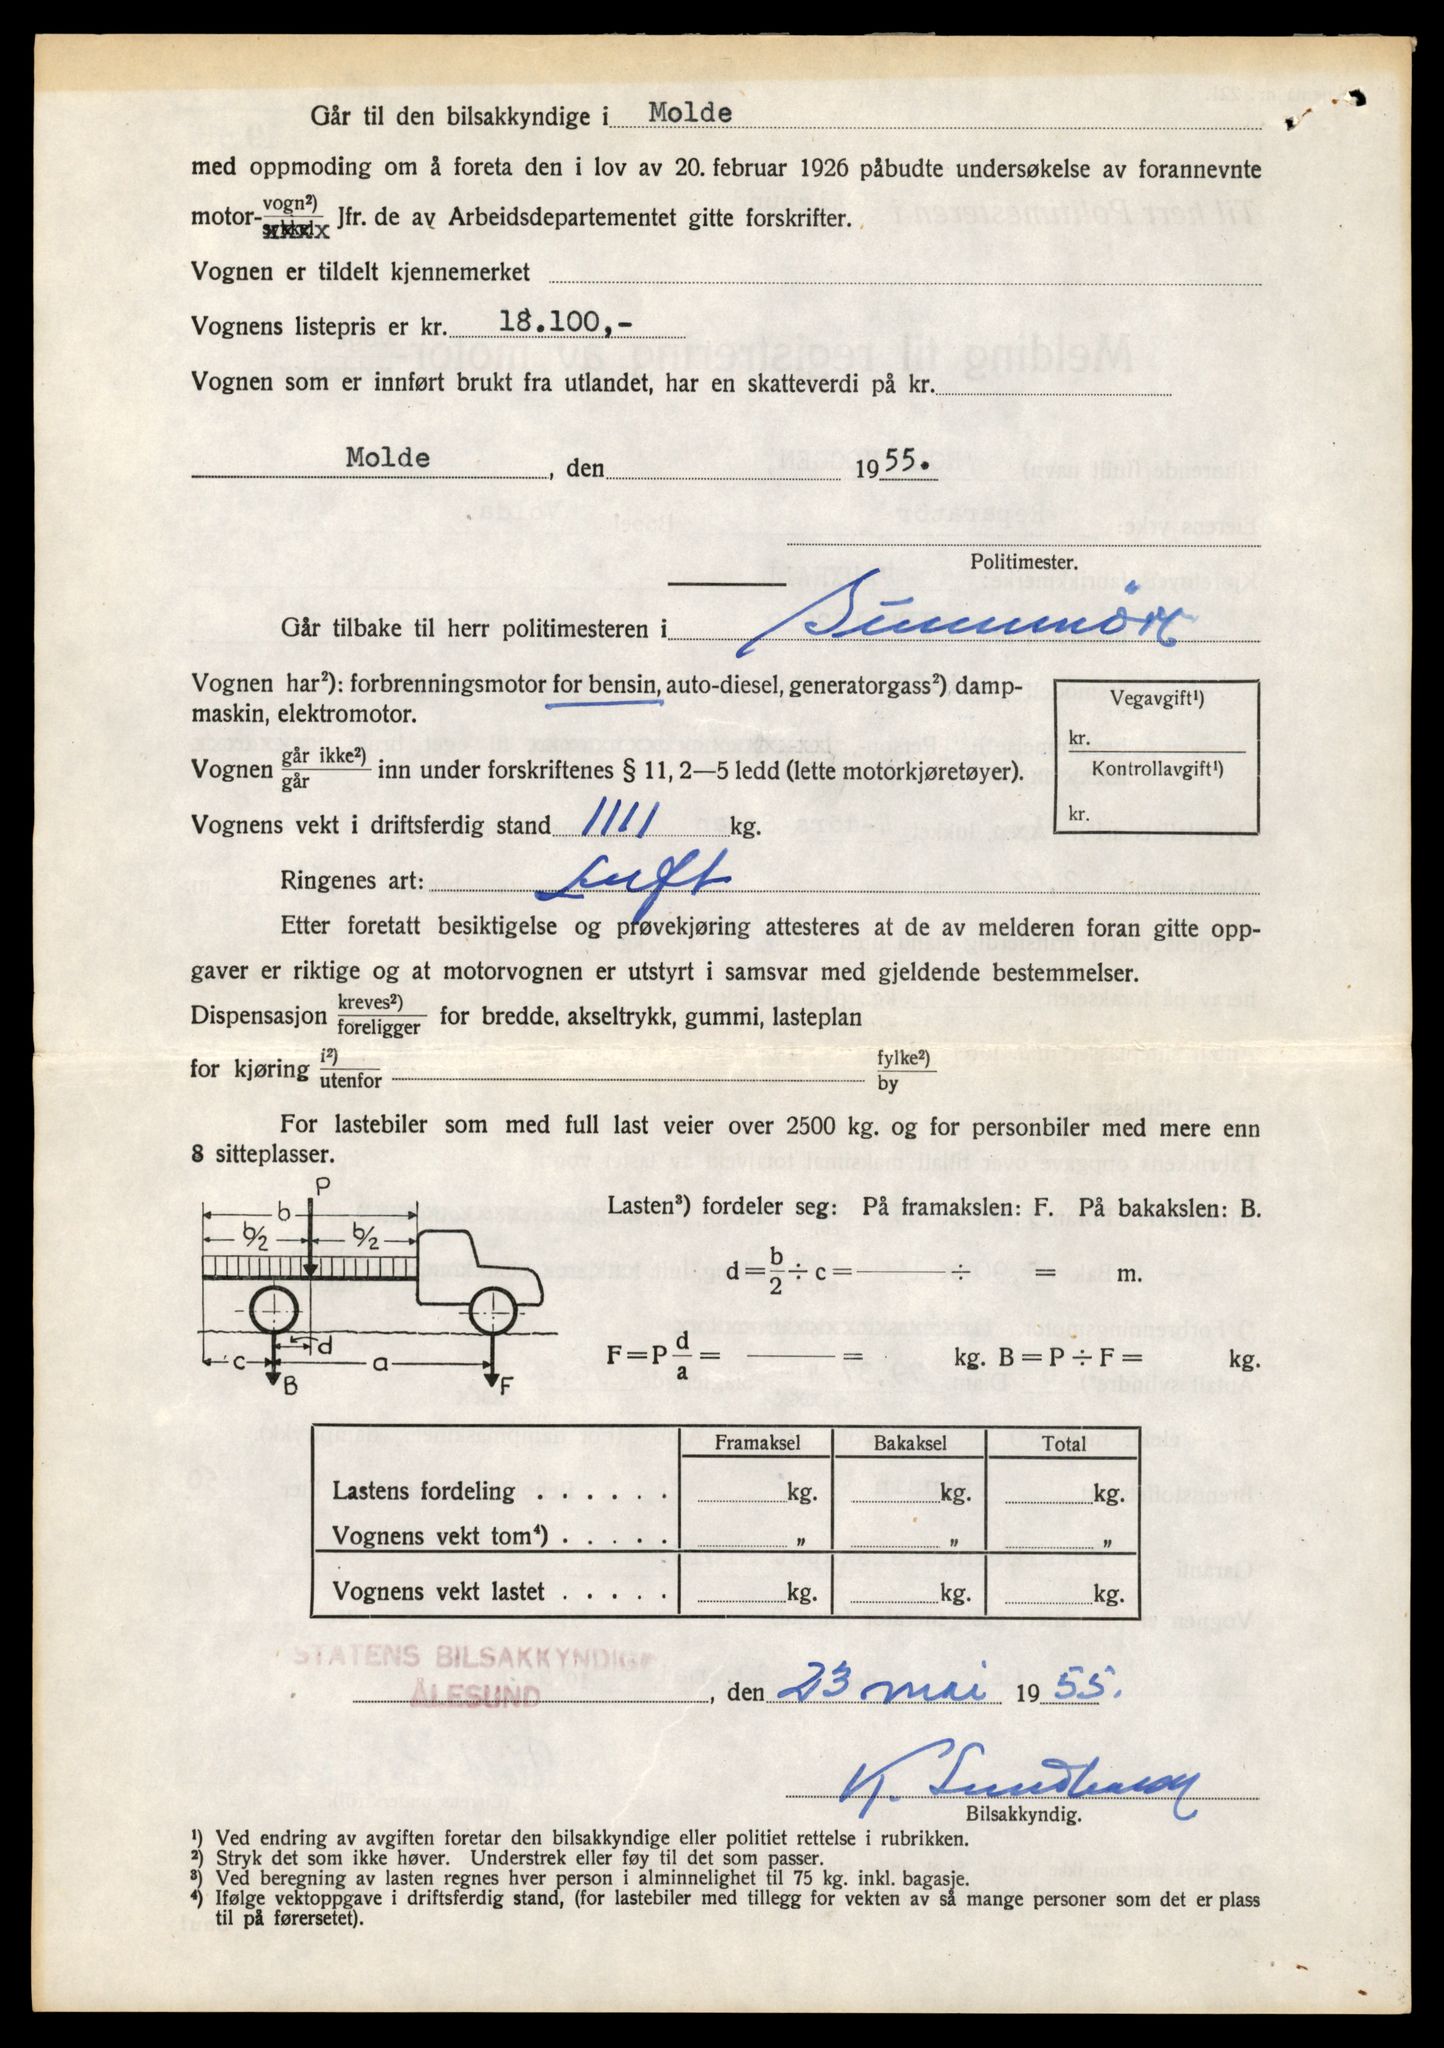 Går til den bilsakkyndige i Molde
med oppmoding om å foreta den i lov av 20. februar 1926 påbudte undersøkelse av forannevnte
motor-vogn²)/sykkel Jfr. de av Arbeidsdepartementet gitte forskrifter.
Vognen er tildelt kjennemerket
Vognens listepris er kr. 18.100,-
Vognen som er innført brukt fra utlandet, har en skatteverdi på kr.
Molde, den 1955.
Politimester.
Går tilbake til herr politimesteren i Sunnmöre
Vognen har²): forbrenningsmotor for bensin, auto-diesel, generatorgass²) damp-
maskin, elektromotor.
Vegavgift¹)
kr.
Kontrollavgift¹)
kr.
Vognen går ikke²)/går inn under forskriftenes § 11, 2—5 ledd (lette motorkjøretøyer).
Vognens vekt i driftsferdig stand 1111 kg.
Ringenes art: Luft
Etter foretatt besiktigelse og prøvekjøring attesteres at de av melderen foran gitte opp-
gaver er riktige og at motorvognen er utstyrt i samsvar med gjeldende bestemmelser.
Dispensasjon kreves²)/foreligger for bredde, akseltrykk, gummi, lasteplan
for kjøring i²)/utenfor fylke²)/by
For lastebiler som med full last veier over 2500 kg. og for personbiler med mere enn
8 sitteplasser.
P
b
b/2 b/2
d
c a
B F
Lasten³) fordeler seg: På framakslen: F. På bakakslen: B.
d = b/2 ÷ c = ÷ = m.
F = P d/a = = kg. B = P ÷ F = kg.
Framaksel Bakaksel Total
Lastens fordeling . . . . . . kg. kg. kg.
Vognens vekt tom⁴) . . . . . „ „ „
Vognens vekt lastet . . . . . kg. kg. kg.
STATENS BILSAKKYNDIGE
ÅLESUND, den 23 mai 1955.
K. Sundhaug
Bilsakkyndig.
¹) Ved endring av avgiften foretar den bilsakkyndige eller politiet rettelse i rubrikken.
²) Stryk det som ikke høver. Understrek eller føy til det som passer.
³) Ved beregning av lasten regnes hver person i alminnelighet til 75 kg. inkl. bagasje.
⁴) Ifølge vektoppgave i driftsferdig stand, (for lastebiler med tillegg for vekten av så mange personer som det er plass
til på førersetet).